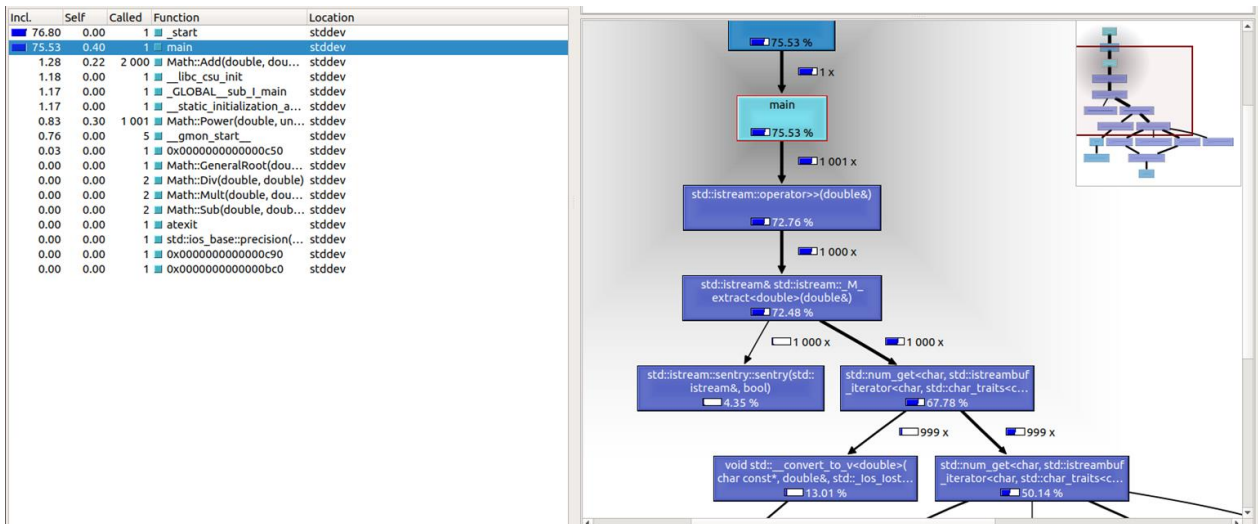 Incl. Self Called Function Location
76.80 0.00 1 _start stddev
75.53 0.40 1 main stddev
1.28 0.22 2 000 Math::Add(double, dou... stddev
1.18 0.00 1 __libc_csu_init stddev
1.17 0.00 1 _GLOBAL__sub_I_main stddev
1.17 0.00 1 __static_initialization_a... stddev
0.83 0.30 1 001 Math::Power(double, un... stddev
0.76 0.00 5 __gmon_start__ stddev
0.03 0.00 1 0x0000000000000c50 stddev
0.00 0.00 1 Math::GeneralRoot(dou... stddev
0.00 0.00 2 Math::Div(double, double) stddev
0.00 0.00 2 Math::Mult(double, dou... stddev
0.00 0.00 2 Math::Sub(double, doub... stddev
0.00 0.00 1 atexit stddev
0.00 0.00 1 std::ios_base::precision(... stddev
0.00 0.00 1 0x0000000000000c90 stddev
0.00 0.00 1 0x0000000000000bc0 stddev
75.53 %
1 x
main
75.53 %
1 001 x
std::istream::operator>>(double&)
72.76 %
1 000 x
std::istream& std::istream::_M_
extract<double>(double&)
72.48 %
1 000 x
1 000 x
std::istream::sentry::sentry(std::
istream&, bool)
4.35 %
std::num_get<char, std::istreambuf
_iterator<char, std::char_traits<c...
67.78 %
999 x
999 x
void std::__convert_to_v<double>(
char const*, double&, std::_Ios_Iost...
13.01 %
std::num_get<char, std::istreambuf
_iterator<char, std::char_traits<c...
50.14 %